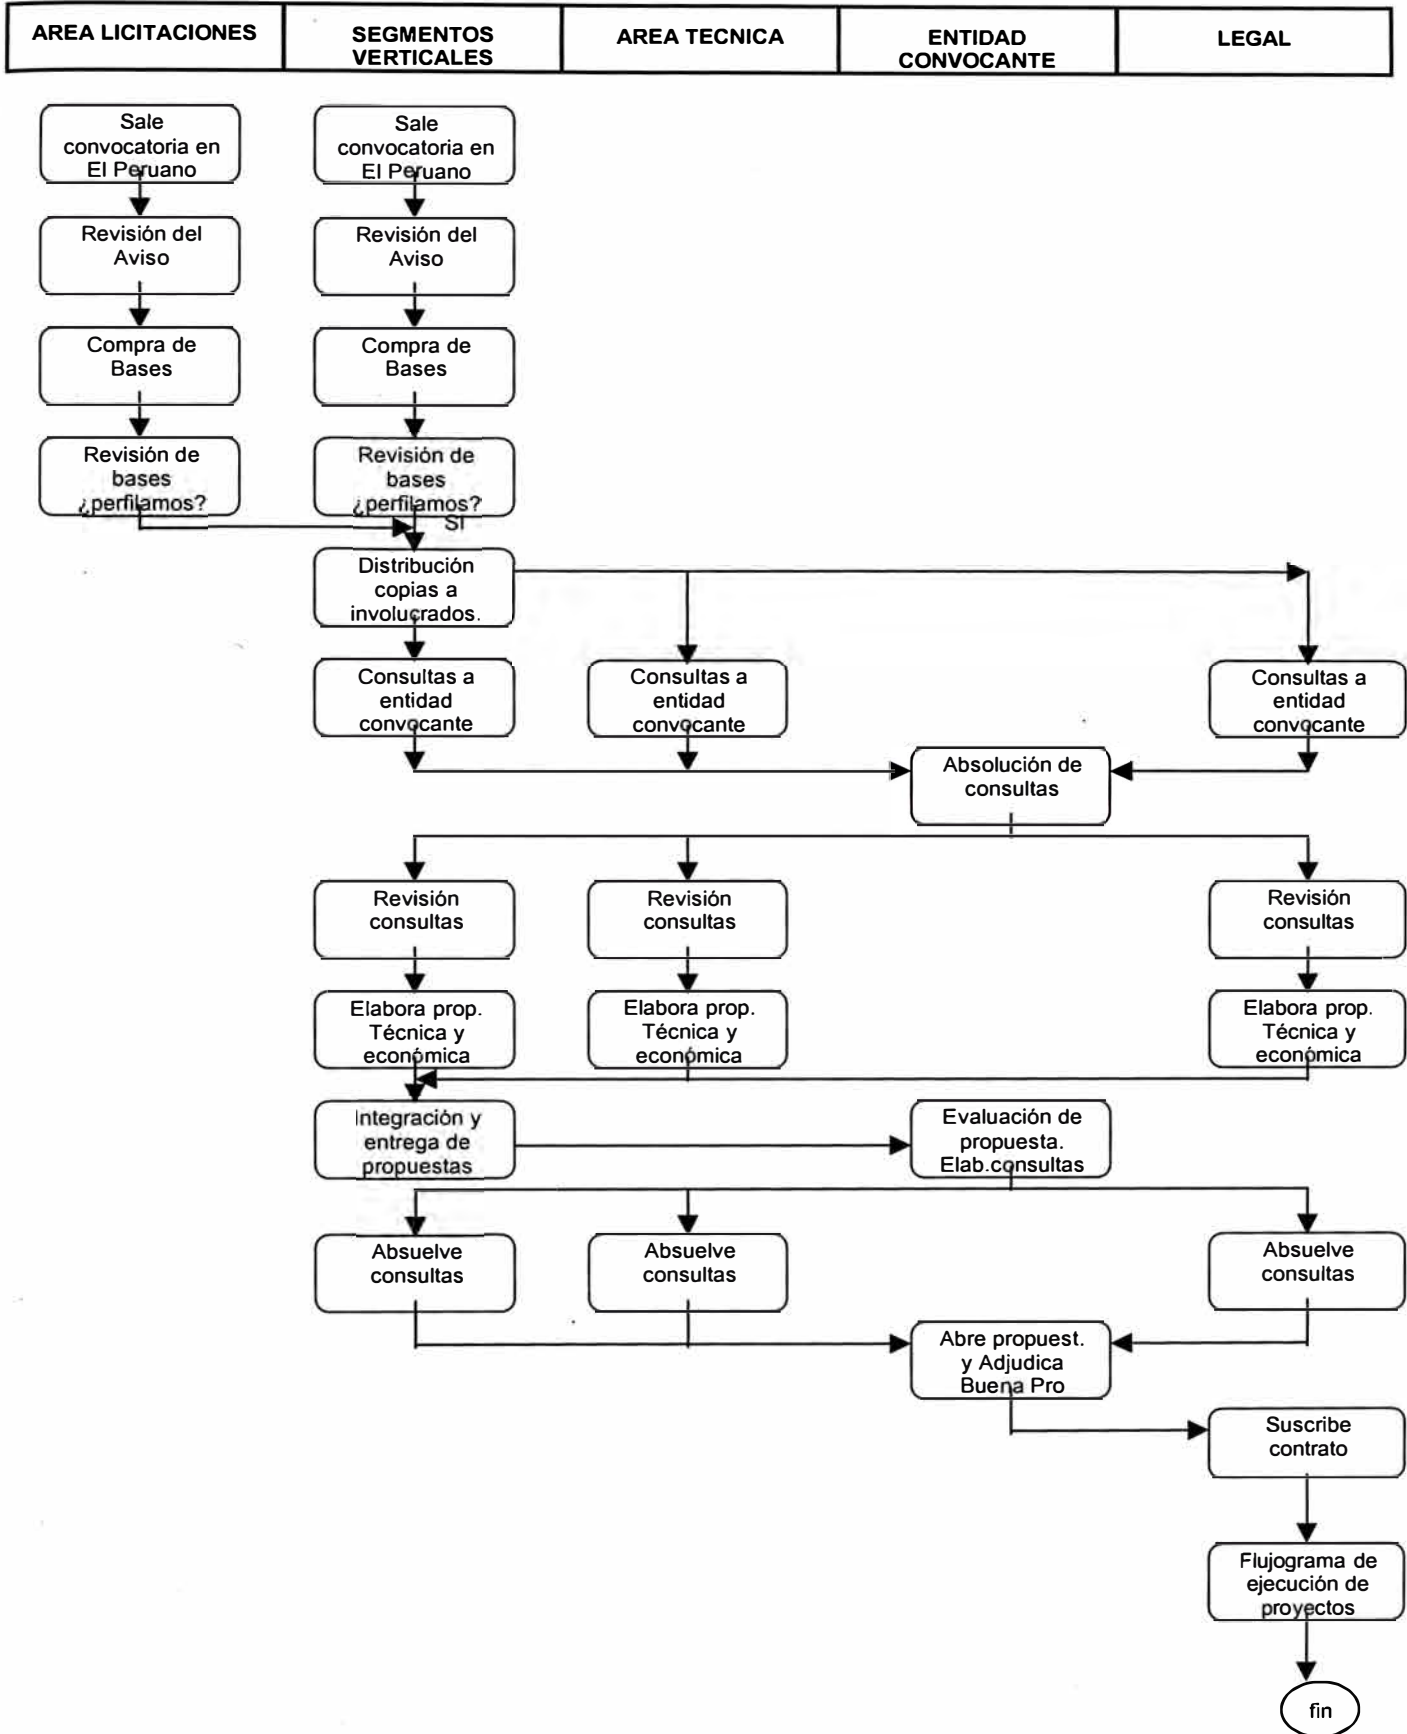 AREA LICITACIONES
SEGMENTOS
VERTICALES
AREA TECNICA
ENTIDAD
CONVOCANTE
LEGAL
Sale
convocatoria en
El Peruano
Sale
convocatoria en
El Peruano
Revisión del
Aviso
Revisión del
Aviso
Compra de
Bases
Compra de
Bases
Revisión de
bases
¿perfilamos?
Revisión de
bases
¿perfilamos?
SI
Distribución
copias a
involucrados.
Consultas a
entidad
convocante
Consultas a
entidad
convocante
Consultas a
entidad
convocante
Absolución de
consultas
Revisión
consultas
Revisión
consultas
Revisión
consultas
Elabora prop.
Técnica y
económica
Elabora prop.
Técnica y
económica
Elabora prop.
Técnica y
económica
Integración y
entrega de
propuestas
Evaluación de
propuesta.
Elab.consultas
Absuelve
consultas
Absuelve
consultas
Absuelve
consultas
Abre propuest.
y Adjudica
Buena Pro
Suscribe
contrato
Flujograma de
ejecución de
proyectos
fin